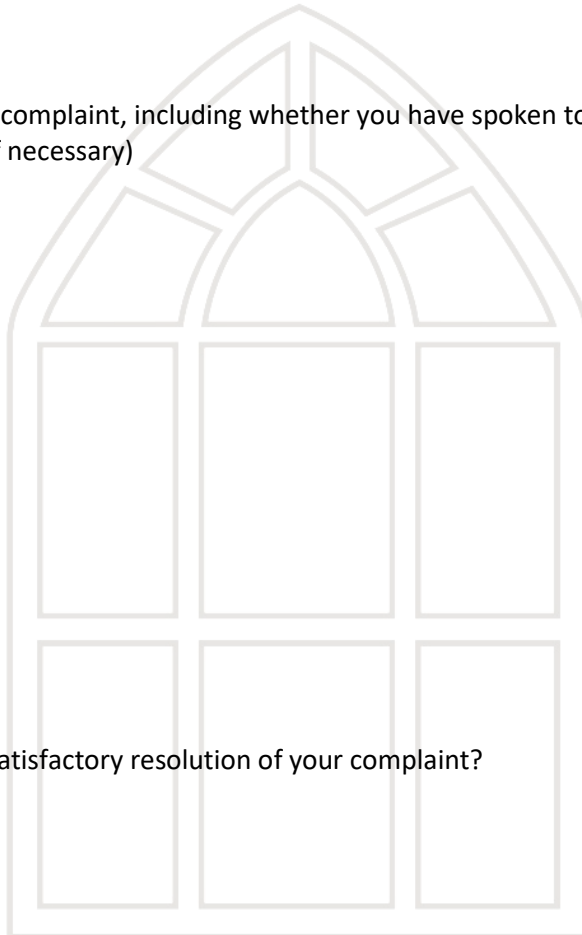 complaint, including whether you have spoken to
necessary)
atisfactory resolution of your complaint?